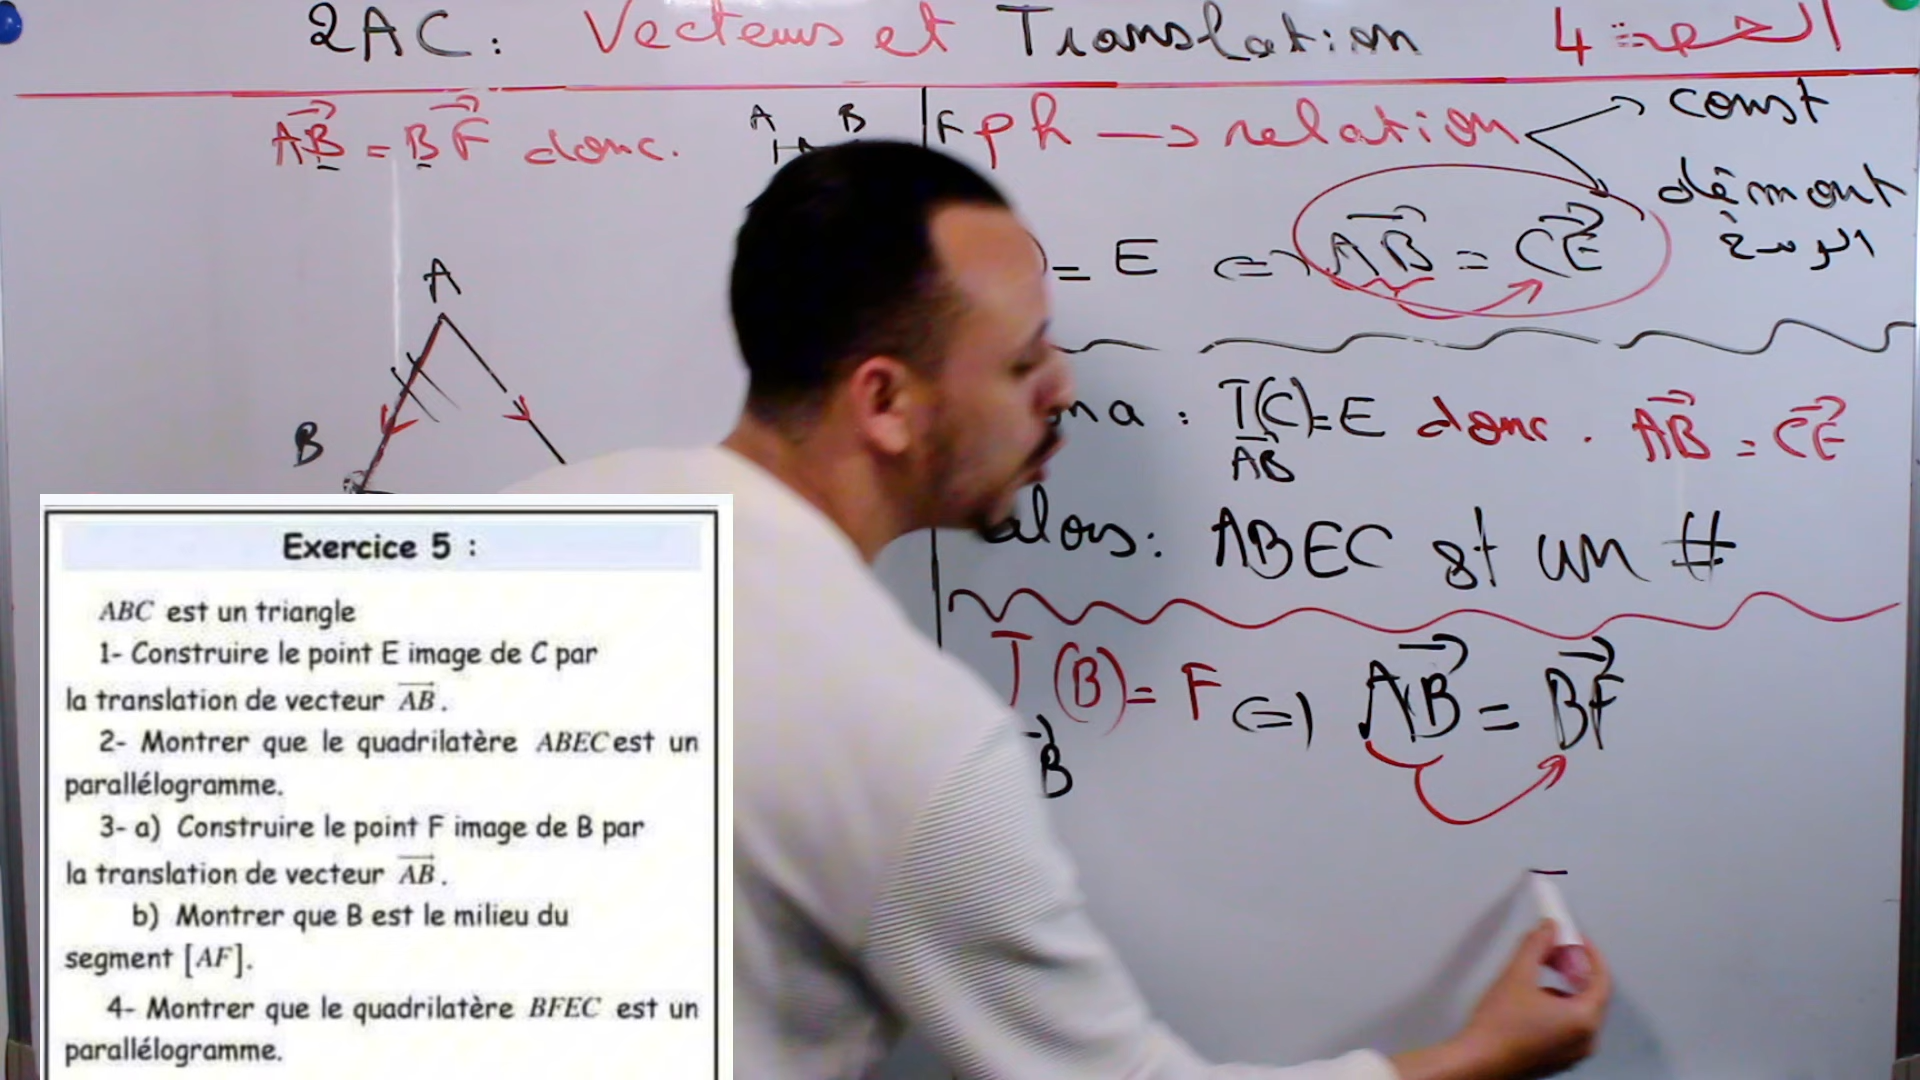 2AC: Vecteurs et Translation الحصة 4
AB = BF donc.
A B F
A
B
ph → relation
const
démont
الوسط
= E ⇔ AB = CE
on a : T(C)=E donc. AB = CE
AB
alors: ABEC est un #
T (B)= F ⇔ AB = BF
B
Exercice 5 :
ABC est un triangle
1- Construire le point E image de C par
la translation de vecteur AB.
2- Montrer que le quadrilatère ABEC est un
parallélogramme.
3- a) Construire le point F image de B par
la translation de vecteur AB.
b) Montrer que B est le milieu du
segment [AF].
4- Montrer que le quadrilatère BFEC est un
parallélogramme.